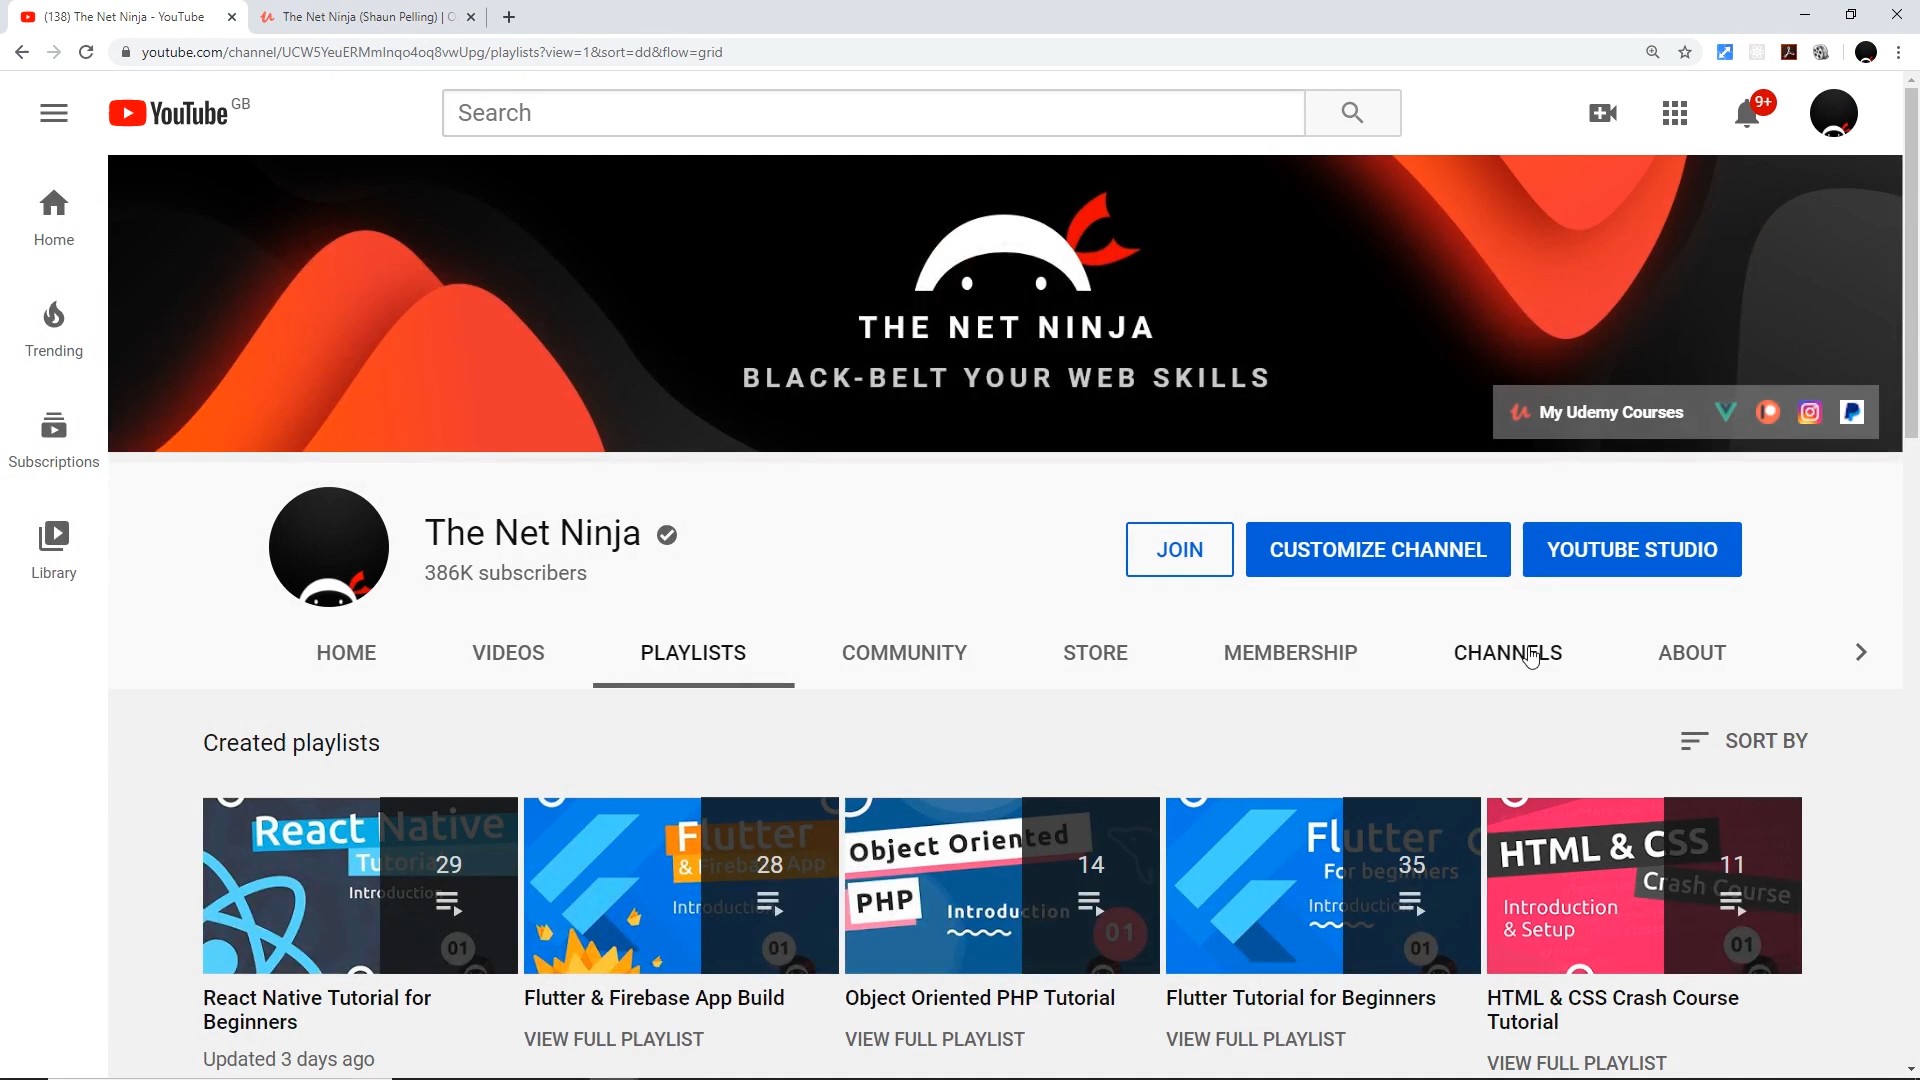 (138) The Net Ninja - YouTube
The Net Ninja (Shaun Pelling) | O
youtube.com/channel/UCW5YeuERMmlnqo4oq8vwUpg/playlists?view=1&sort=dd&flow=grid
YouTube GB
Search
9+
Home
Trending
Subscriptions
Library
THE NET NINJA
BLACK-BELT YOUR WEB SKILLS
My Udemy Courses
The Net Ninja
386K subscribers
JOIN
CUSTOMIZE CHANNEL
YOUTUBE STUDIO
HOME
VIDEOS
PLAYLISTS
COMMUNITY
STORE
MEMBERSHIP
CHANNELS
ABOUT
Created playlists
SORT BY
React Native
Tutorial
Introduction
29
01
Flutter
& Firebase App
Introduction
28
01
Object Oriented
PHP
Introduction
14
01
Flutter
For beginners
Introduction
35
01
HTML & CSS
Crash Course
Introduction
& Setup
11
01
React Native Tutorial for
Beginners
Updated 3 days ago
Flutter & Firebase App Build
VIEW FULL PLAYLIST
Object Oriented PHP Tutorial
VIEW FULL PLAYLIST
Flutter Tutorial for Beginners
VIEW FULL PLAYLIST
HTML & CSS Crash Course
Tutorial
VIEW FULL PLAYLIST